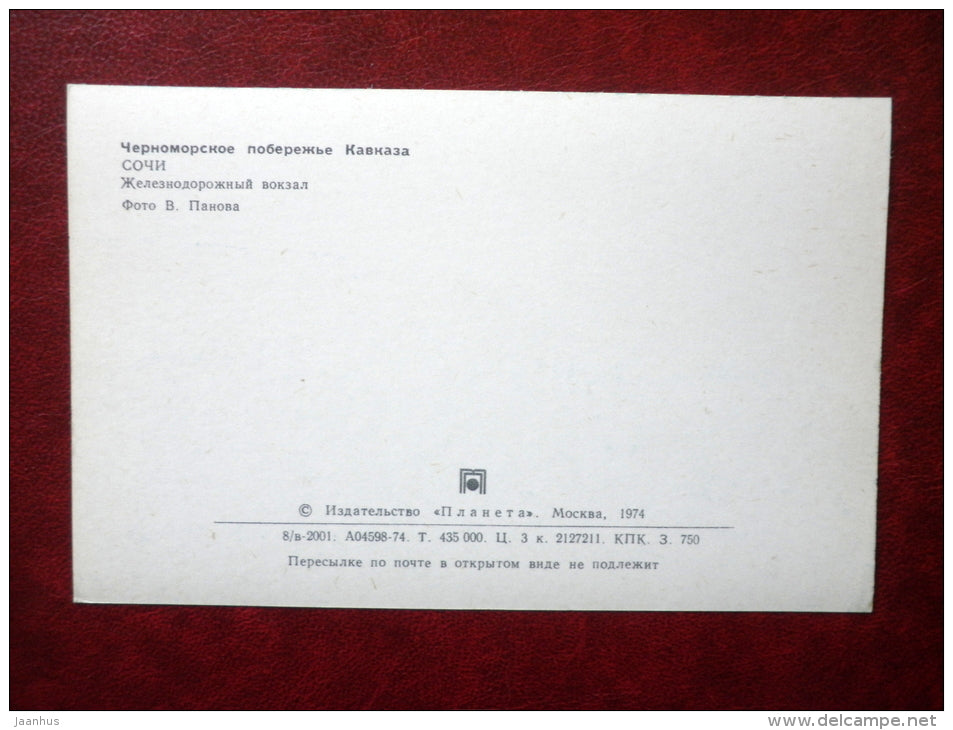 Черноморское побережье Кавказа
СОЧИ
Железнодорожный вокзал
Фото В. Панова
© Издательство «Планета». Москва, 1974
8/в-2001. А04598-74. Т. 435 000. Ц. 3 к. 2127211. КПК. З. 750
Пересылке по почте в открытом виде не подлежит
jaanhus
www.delcampe.net